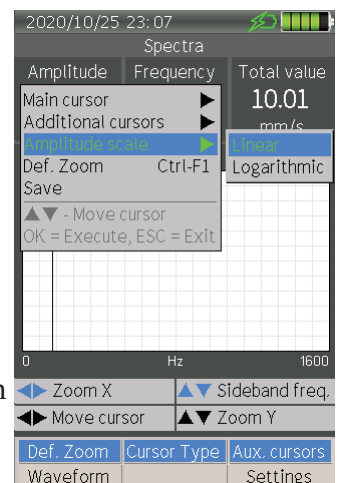 2020/10/25 23:07
Spectra
Amplitude Frequency Total value
10.01
mm/s
Main cursor ▶
Additional cursors ▶
Amplitude scale ▶
Linear
Logarithmic
Def. Zoom Ctrl-F1
Save
▲▼ - Move cursor
OK = Execute, ESC = Exit
0 Hz 1600
◀▶ Zoom X ▲▼ Sideband freq.
◀▶ Move cursor ▲▼ Zoom Y
Def. Zoom Cursor Type Aux. cursors
Waveform Settings